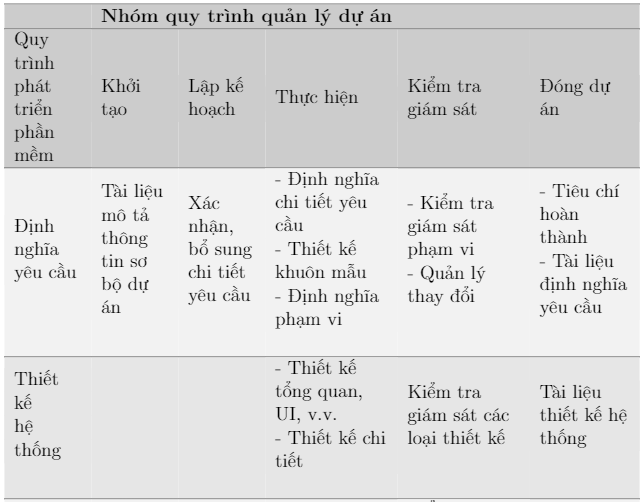 Nhóm quy trình quản lý dự án
Quy
trình
phát
triển
phần
mềm
Khởi
tạo
Lập kế
hoạch
Thực hiện
Kiểm tra
giám sát
Đóng dự
án
Định
nghĩa
yêu cầu
Tài liệu
mô tả
thông
tin sơ
bộ dự
án
Xác
nhận,
bổ sung
chi tiết
yêu cầu
- Định nghĩa
chi tiết yêu
cầu
- Thiết kế
khuôn mẫu
- Định nghĩa
phạm vi
- Kiểm tra
giám sát
phạm vi
- Quản lý
thay đổi
- Tiêu chí
hoàn
thành
- Tài liệu
định nghĩa
yêu cầu
Thiết
kế
hệ
thống
- Thiết kế
tổng quan,
UI, v.v.
- Thiết kế chi
tiết
Kiểm tra
giám sát các
loại thiết kế
Tài liệu
thiết kế hệ
thống